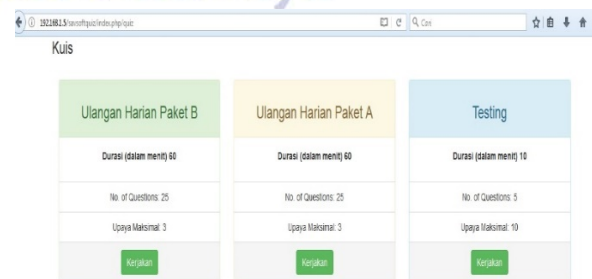 192.168.1.5/savsoftquiz/index.php/quiz
Cari
Kuis
Ulangan Harian Paket B
Durasi (dalam menit) 60
No. of Questions: 25
Upaya Maksimal: 3
Kerjakan
Ulangan Harian Paket A
Durasi (dalam menit) 60
No. of Questions: 25
Upaya Maksimal: 3
Kerjakan
Testing
Durasi (dalam menit) 10
No. of Questions: 5
Upaya Maksimal: 10
Kerjakan